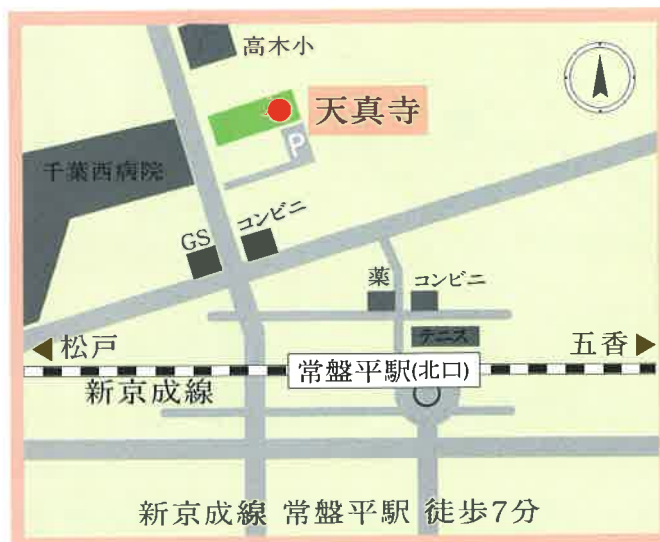 高木小
天真寺
P
千葉西病院
GS
コンビニ
薬
コンビニ
テニス
松戸
五香
常盤平駅(北口)
新京成線
新京成線 常盤平駅 徒歩7分